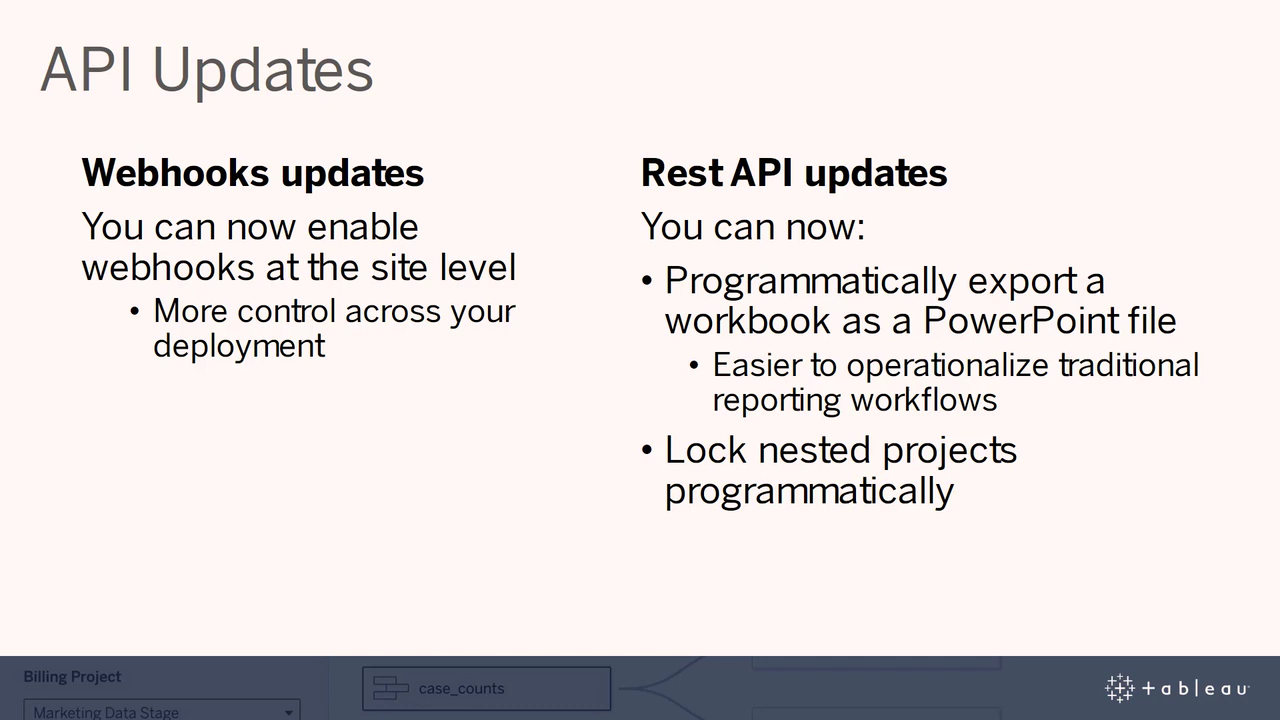 API Updates
Webhooks updates
You can now enable
webhooks at the site level
• More control across your
deployment
Rest API updates
You can now:
• Programmatically export a
workbook as a PowerPoint file
• Easier to operationalize traditional
reporting workflows
• Lock nested projects
programmatically
Billing Project
Marketing Data Stage
case_counts
+ableau